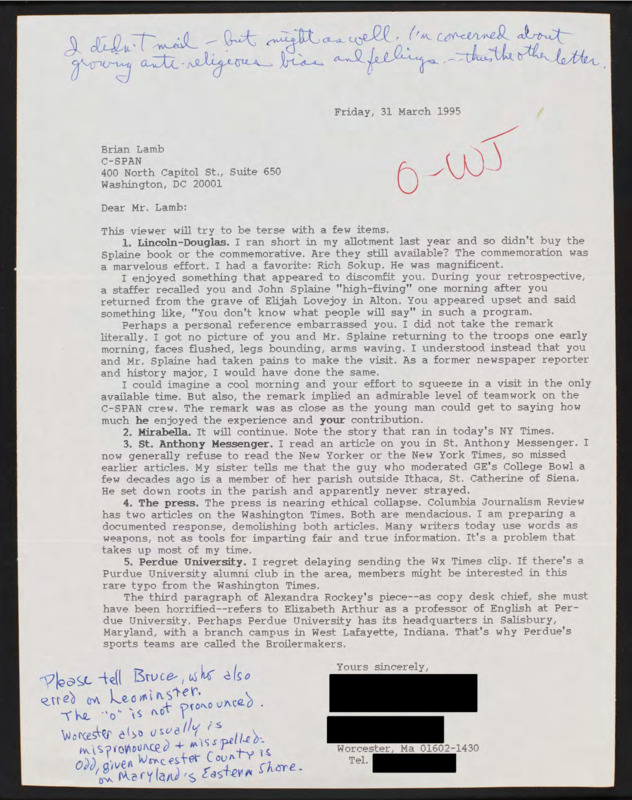 I didn't mail – but might as well. I'm concerned about
growing anti-religious bias and feelings – thus the other letter.
Friday, 31 March 1995
O-WJ
Brian Lamb
C-SPAN
400 North Capitol St., Suite 650
Washington, DC 20001
Dear Mr. Lamb:
This viewer will try to be terse with a few items.
1. Lincoln-Douglas. I ran short in my allotment last year and so didn't buy the
Splaine book or the commemorative. Are they still available? The commemoration
was a marvelous effort. I had a favorite: Rich Sokup. He was magnificent.
I enjoyed something that appeared to discomfit you. During your retrospective,
a staffer recalled you and John Splaine "high-fiving" one morning after you
returned from the grave of Elijah Lovejoy in Alton. You appeared upset and said
something like, "You don't know what people will say" in such a program.
Perhaps a personal reference embarrassed you. I did not take the remark
literally. I got no picture of you and Mr. Splaine returning to the troops one early
morning, faces flushed, legs bounding, arms waving. I understood instead that you
and Mr. Splaine had taken pains to make the visit. As a former newspaper reporter
and history major, I would have done the same.
I could imagine a cool morning and your effort to squeeze in a visit in the only
available time. But also, the remark implied an admirable level of teamwork on the
C-SPAN crew. The remark was as close as the young man could get to saying how
much he enjoyed the experience and your contribution.
2. Mirabella. It will continue. Note the story that ran in today's NY Times.
3. St. Anthony Messenger. I read an article on you in St. Anthony Messenger. I
now generally refuse to read the New Yorker or the New York Times, so missed
earlier articles. My sister tells me that the guy who moderated GE's College Bowl a
few decades ago is a member of her parish outside Ithaca, St. Catherine of Siena.
He set down roots in the parish and apparently never strayed.
4. The press. The press is nearing ethical collapse. Columbia Journalism Review
has two articles on the Washington Times. Both are mendacious. I am preparing a
documented response, demolishing both articles. Many writers today use words as
weapons, not as tools for imparting fair and true information. It's a problem that
takes up most of my time.
5. Perdue University. I regret delaying sending the Wx Times clip. If there's a
Purdue University alumni club in the area, members might be interested in this
rare typo from the Washington Times.
The third paragraph of Alexandra Rockey's piece--as copy desk chief, she must
have been horrified--refers to Elizabeth Arthur as a professor of English at Per-
due University. Perhaps Perdue University has its headquarters in Salisbury,
Maryland, with a branch campus in West Lafayette, Indiana. That's why Perdue's
sports teams are called the Broilermakers.
Yours sincerely,
Worcester, Ma 01602-1430
Tel.
Please tell Bruce, who also
erred on Leominster.
The "o" is not pronounced.
Worcester also usually is
mispronounced + misspelled.
Odd, given Worcester County is
on Maryland's Eastern Shore.